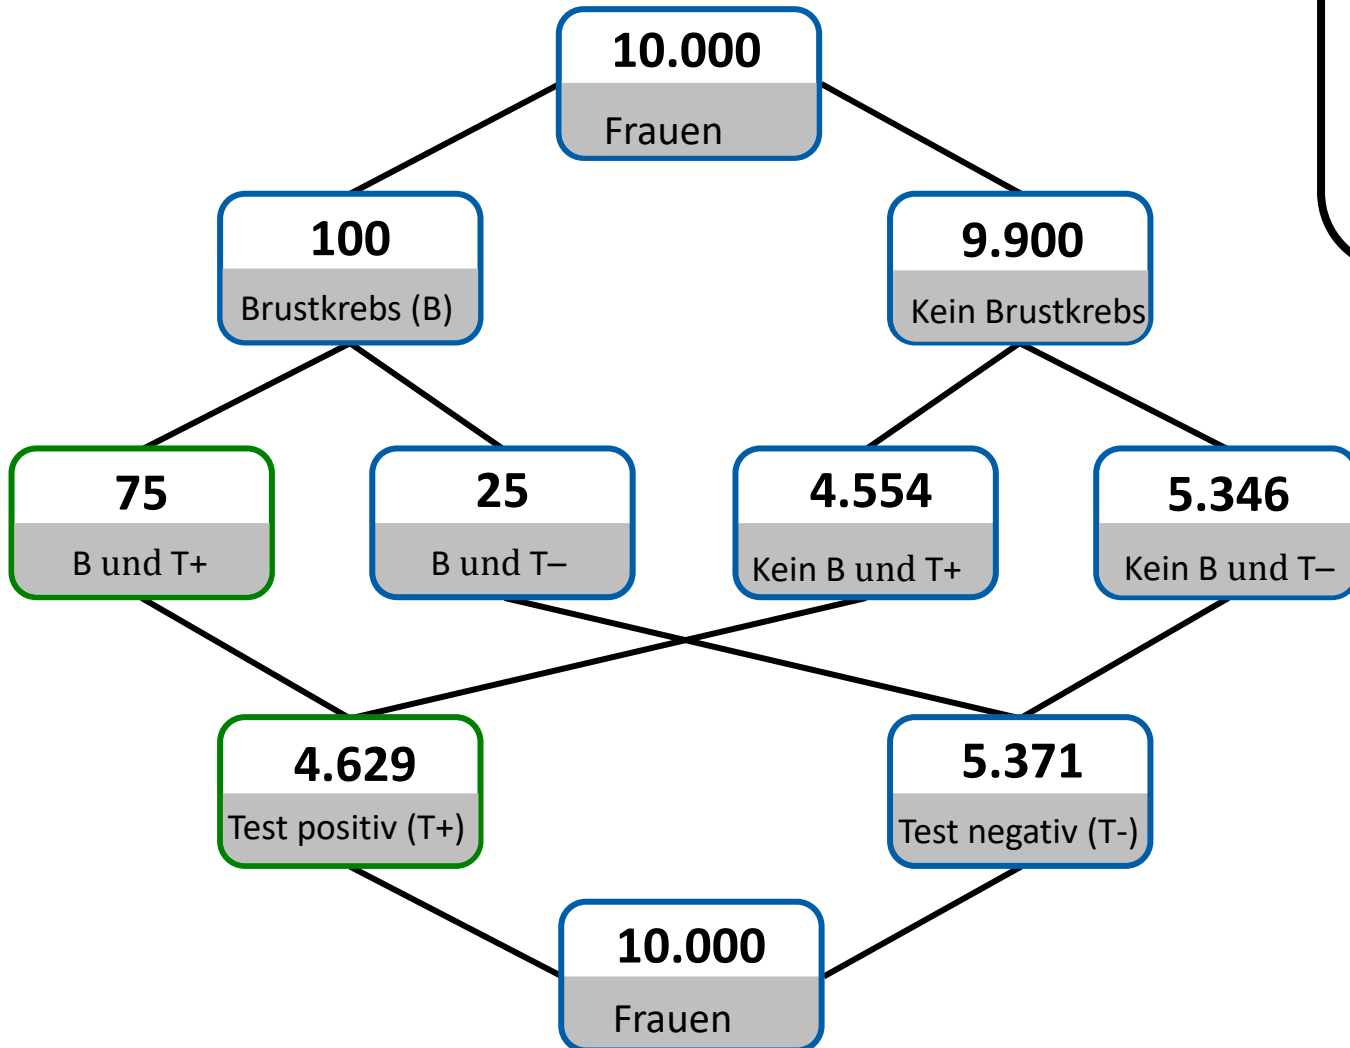 10.000
Frauen
100
Brustkrebs (B)
9.900
Kein Brustkrebs
75
B und T+
25
B und T–
4.554
Kein B und T+
5.346
Kein B und T–
4.629
Test positiv (T+)
5.371
Test negativ (T-)
10.000
Frauen